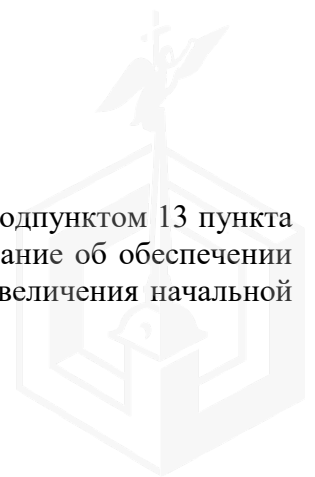 одпунктом 13 пункта
ание об обеспечении
величения начальной